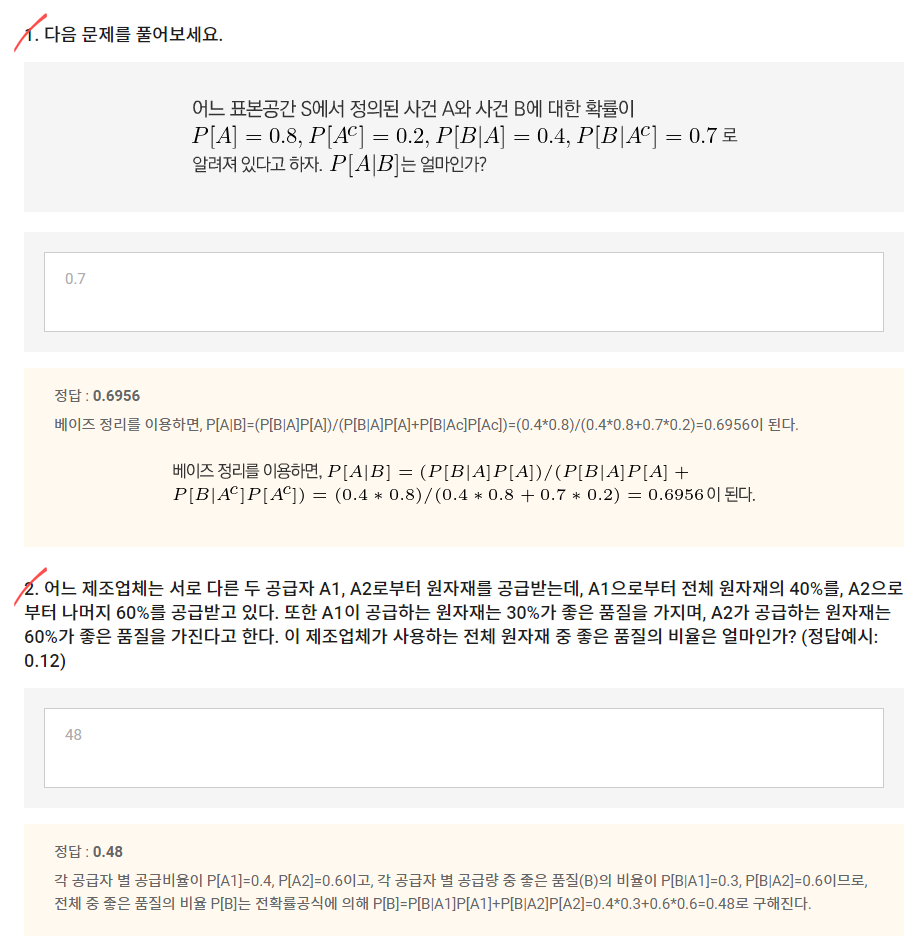 1. 다음 문제를 풀어보세요.
어느 표본공간 S에서 정의된 사건 A와 사건 B에 대한 확률이
P[A] = 0.8, P[Aᶜ] = 0.2, P[B|A] = 0.4, P[B|Aᶜ] = 0.7 로
알려져 있다고 하자. P[A|B]는 얼마인가?
0.7
정답 : 0.6956
베이즈 정리를 이용하면, P[A|B]=(P[B|A]P[A])/(P[B|A]P[A]+P[B|Ac]P[Ac])=(0.4*0.8)/(0.4*0.8+0.7*0.2)=0.6956이 된다.
베이즈 정리를 이용하면, P[A|B] = (P[B|A]P[A])/(P[B|A]P[A] +
P[B|Aᶜ]P[Aᶜ]) = (0.4 * 0.8)/(0.4 * 0.8 + 0.7 * 0.2) = 0.6956이 된다.
2. 어느 제조업체는 서로 다른 두 공급자 A1, A2로부터 원자재를 공급받는데, A1으로부터 전체 원자재의 40%를, A2으로
부터 나머지 60%를 공급받고 있다. 또한 A1이 공급하는 원자재는 30%가 좋은 품질을 가지며, A2가 공급하는 원자재는
60%가 좋은 품질을 가진다고 한다. 이 제조업체가 사용하는 전체 원자재 중 좋은 품질의 비율은 얼마인가? (정답예시:
0.12)
48
정답 : 0.48
각 공급자 별 공급비율이 P[A1]=0.4, P[A2]=0.6이고, 각 공급자 별 공급량 중 좋은 품질(B)의 비율이 P[B|A1]=0.3, P[B|A2]=0.6이므로,
전체 중 좋은 품질의 비율 P[B]는 전확률공식에 의해 P[B]=P[B|A1]P[A1]+P[B|A2]P[A2]=0.4*0.3+0.6*0.6=0.48로 구해진다.